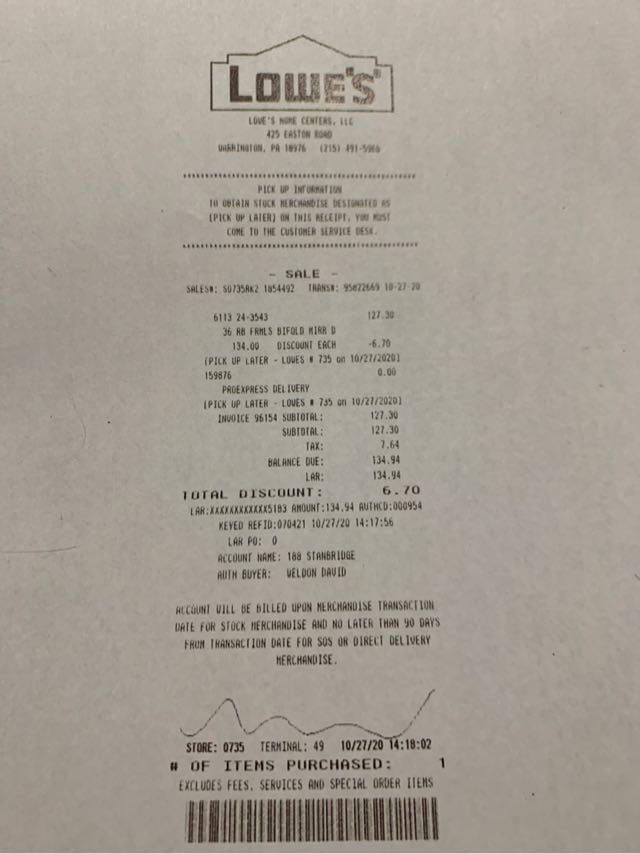 LOWE'S
LOWE'S HOME CENTERS, LLC
425 EASTON ROAD
WARRINGTON, PA 18976 (215) 491-5906
PICK UP INFORMATION
TO OBTAIN STOCK MERCHANDISE DESIGNATED AS
(PICK UP LATER) ON THIS RECEIPT, YOU MUST
COME TO THE CUSTOMER SERVICE DESK.
- SALE -
SALES#: S0735RK2 1854492 TRANS#: 95822669 10-27-20
6113 24-3543 127.30
36 RB FRMLS BIFOLD MIRR D
134.00 DISCOUNT EACH -6.70
(PICK UP LATER - LOWES # 735 on 10/27/2020)
159876 0.00
PROEXPRESS DELIVERY
(PICK UP LATER - LOWES # 735 on 10/27/2020)
INVOICE 96154 SUBTOTAL: 127.30
SUBTOTAL: 127.30
TAX: 7.64
BALANCE DUE: 134.94
LAR: 134.94
TOTAL DISCOUNT: 6.70
LAR:XXXXXXXXXXXX5183 AMOUNT:134.94 AUTHCD:000954
KEYED REFID:070421 10/27/20 14:17:56
LAR PO: 0
ACCOUNT NAME: 188 STANBRIDGE
AUTH BUYER: WELDON DAVID
ACCOUNT WILL BE BILLED UPON MERCHANDISE TRANSACTION
DATE FOR STOCK MERCHANDISE AND NO LATER THAN 90 DAYS
FROM TRANSACTION DATE FOR SOS OR DIRECT DELIVERY
MERCHANDISE.
STORE: 0735 TERMINAL: 49 10/27/20 14:18:02
# OF ITEMS PURCHASED: 1
EXCLUDES FEES, SERVICES AND SPECIAL ORDER ITEMS